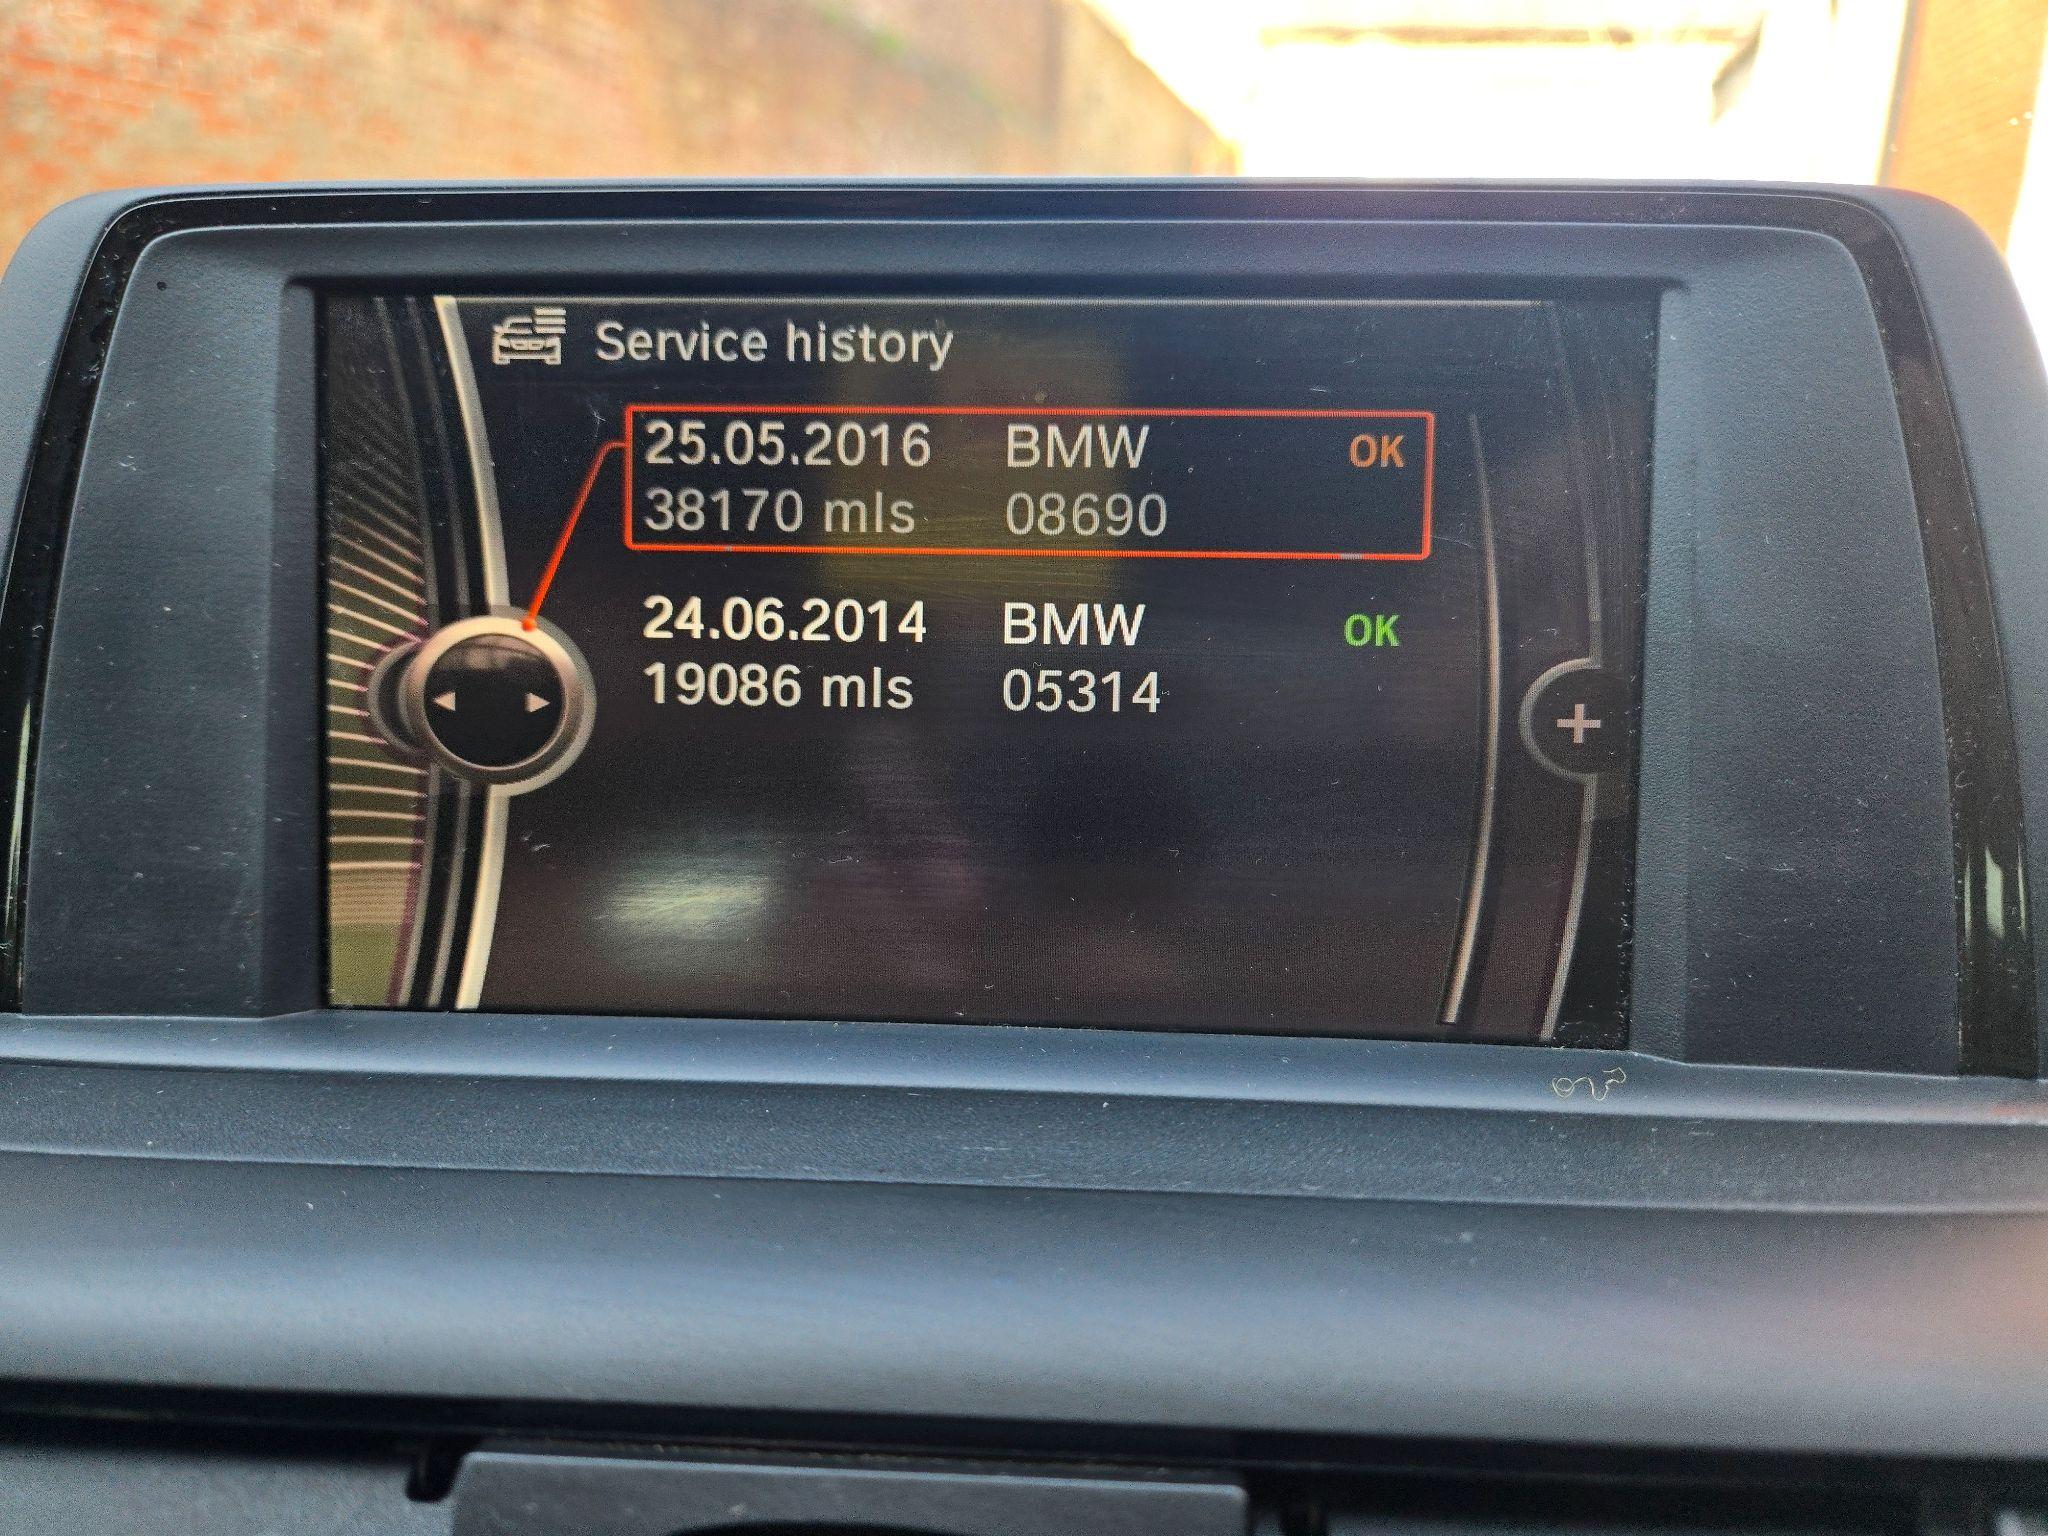 Service history
25.05.2016 BMW OK
38170 mls 08690
24.06.2014 BMW OK
19086 mls 05314
+